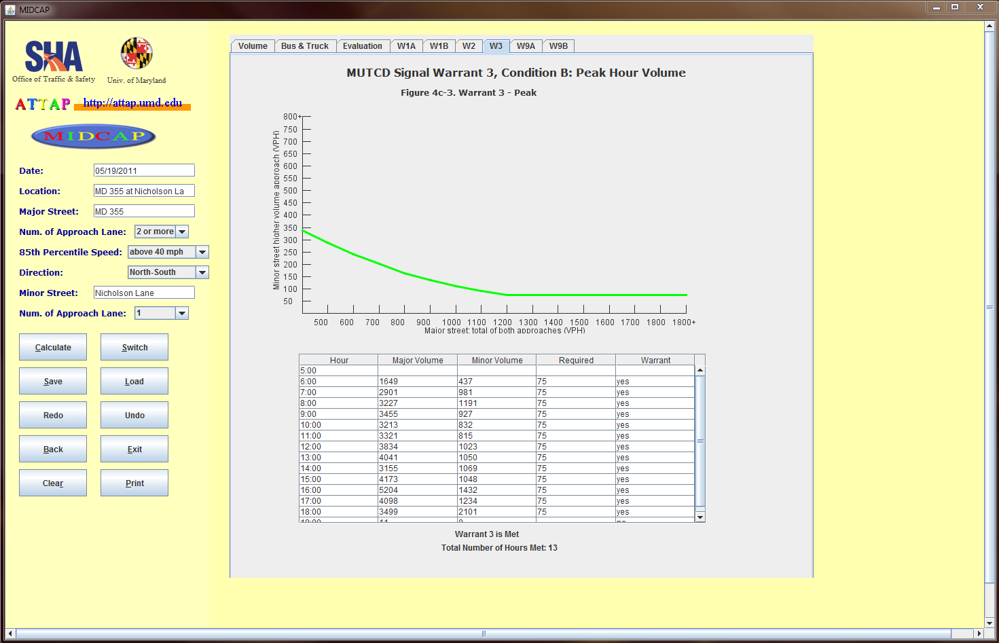 MIDCAP
SHA
Office of Traffic & Safety
Univ. of Maryland
ATTAP http://attap.umd.edu
MIDCAP
Date: 05/19/2011
Location: MD 355 at Nicholson La
Major Street: MD 355
Num. of Approach Lane: 2 or more
85th Percentile Speed: above 40 mph
Direction: North-South
Minor Street: Nicholson Lane
Num. of Approach Lane: 1
Calculate Switch
Save Load
Redo Undo
Back Exit
Clear Print
Volume Bus & Truck Evaluation W1A W1B W2 W3 W9A W9B
MUTCD Signal Warrant 3, Condition B: Peak Hour Volume
Figure 4c-3. Warrant 3 - Peak
Minor street higher volume approach (VPH)
800+
750
700
650
600
550
500
450
400
350
300
250
200
150
100
50
500 600 700 800 900 1000 1100 1200 1300 1400 1500 1600 1700 1800 1800+
Major street: total of both approaches (VPH)
Hour Major Volume Minor Volume Required Warrant
5:00
6:00 1649 437 75 yes
7:00 2901 981 75 yes
8:00 3227 1191 75 yes
9:00 3455 927 75 yes
10:00 3213 832 75 yes
11:00 3321 815 75 yes
12:00 3834 1023 75 yes
13:00 4041 1050 75 yes
14:00 3155 1069 75 yes
15:00 4173 1048 75 yes
16:00 5204 1432 75 yes
17:00 4098 1234 75 yes
18:00 3499 2101 75 yes
Warrant 3 is Met
Total Number of Hours Met: 13